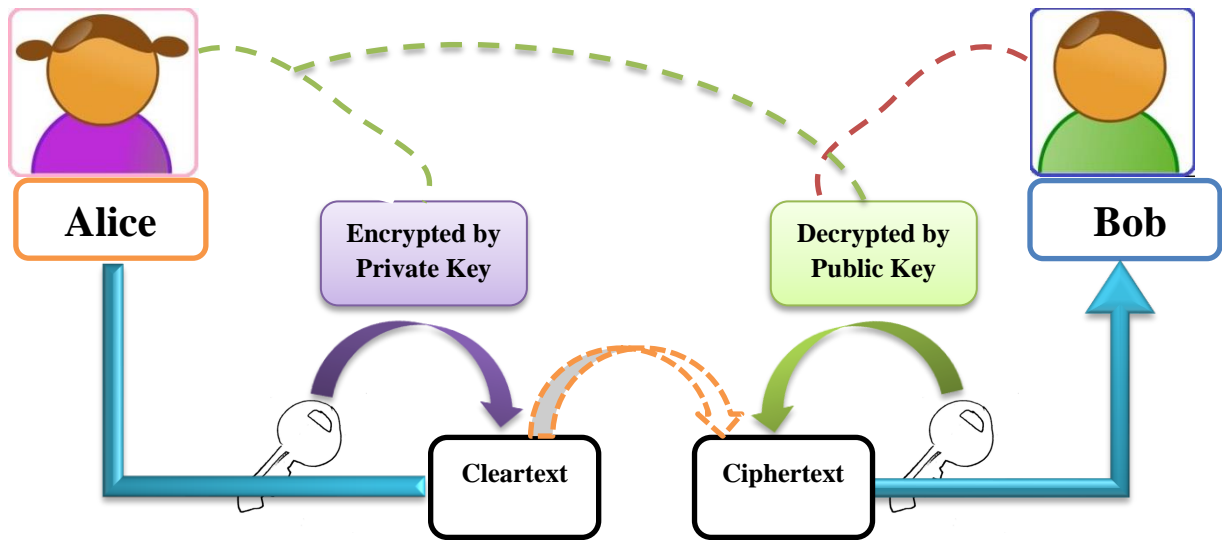 Alice
Encrypted by
Private Key
Decrypted by
Public Key
Bob
Cleartext
Ciphertext